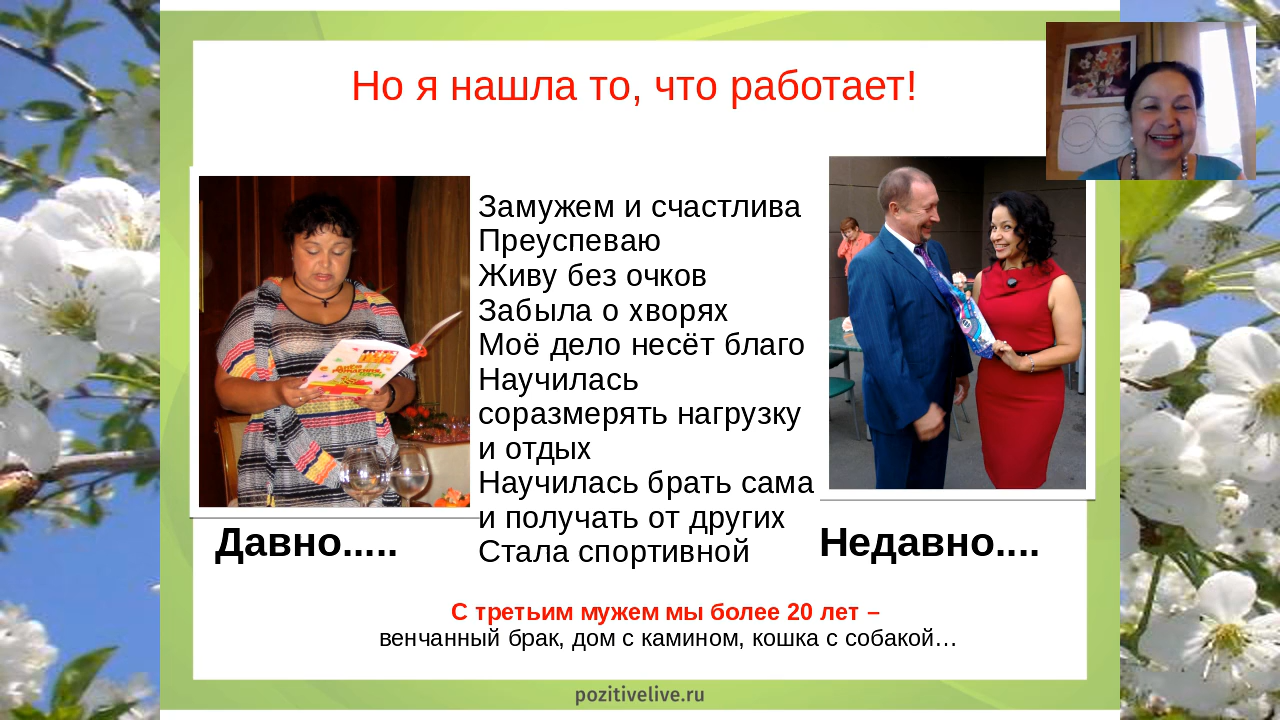 Но я нашла то, что работает!
Замужем и счастлива
Преуспеваю
Живу без очков
Забыла о хворях
Моё дело несёт благо
Научилась
соразмерять нагрузку
и отдых
Научилась брать сама
и получать от других
Стала спортивной
Давно.....
Недавно....
С третьим мужем мы более 20 лет –
венчанный брак, дом с камином, кошка с собакой…
pozitivelive.ru